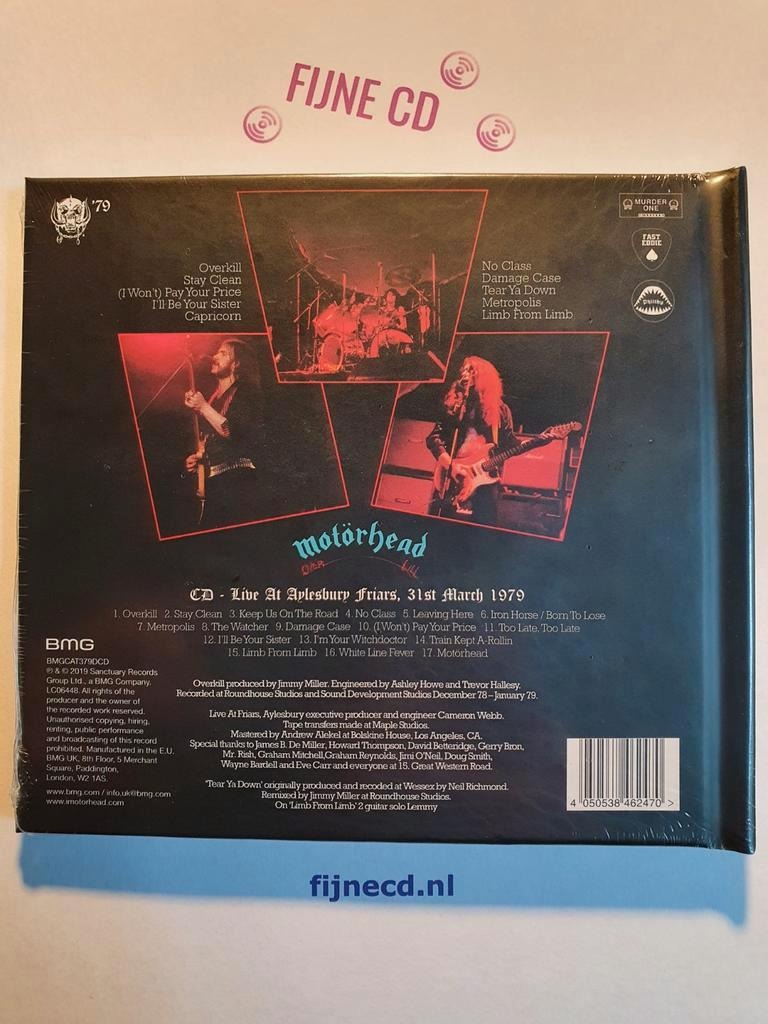 FIJNE CD
'79
MURDER
ONE
FAST
EDDIE
Overkill
Stay Clean
(I Won't) Pay Your Price
I'll Be Your Sister
Capricorn
No Class
Damage Case
Tear Ya Down
Metropolis
Limb From Limb
motörhead
CD - Live At Aylesbury Friars, 31st March 1979
1. Overkill 2. Stay Clean 3. Keep Us On The Road 4. No Class 5. Leaving Here 6. Iron Horse / Born To Lose
7. Metropolis 8. The Watcher 9. Damage Case 10. (I Won't) Pay Your Price 11. Too Late, Too Late
12. I'll Be Your Sister 13. I'm Your Witchdoctor 14. Train Kept A-Rollin
15. Limb From Limb 16. White Line Fever 17. Motörhead
BMG
BMGCAT379DCD
℗ & © 2019 Sanctuary Records
Group Ltd., a BMG Company.
LC06448. All rights of the
producer and the owner of
the recorded work reserved.
Unauthorised copying, hiring,
renting, public performance
and broadcasting of this record
prohibited. Manufactured in the E.U.
BMG UK, 8th Floor, 5 Merchant
Square, Paddington,
London, W2 1AS.
www.bmg.com / info.uk@bmg.com
www.imotorhead.com
Overkill produced by Jimmy Miller. Engineered by Ashley Howe and Trevor Hallesy.
Recorded at Roundhouse Studios and Sound Development Studios December 78 – January 79.
Live At Friars, Aylesbury executive producer and engineer Cameron Webb.
Tape transfers made at Maple Studios.
Mastered by Andrew Alekel at Bolskine House, Los Angeles, CA.
Special thanks to James B. De Miller, Howard Thompson, David Betteridge, Gerry Bron,
Mr. Rish, Graham Mitchell, Graham Reynolds, Jimi O'Neil, Doug Smith,
Wayne Bardell and Eve Carr and everyone at 15. Great Western Road.
'Tear Ya Down' originally produced and recoded at Wessex by Neil Richmond.
Remixed by Jimmy Miller at Roundhouse Studios.
On 'Limb From Limb' 2 guitar solo Lemmy
4 050538 462470 >
fijnecd.nl